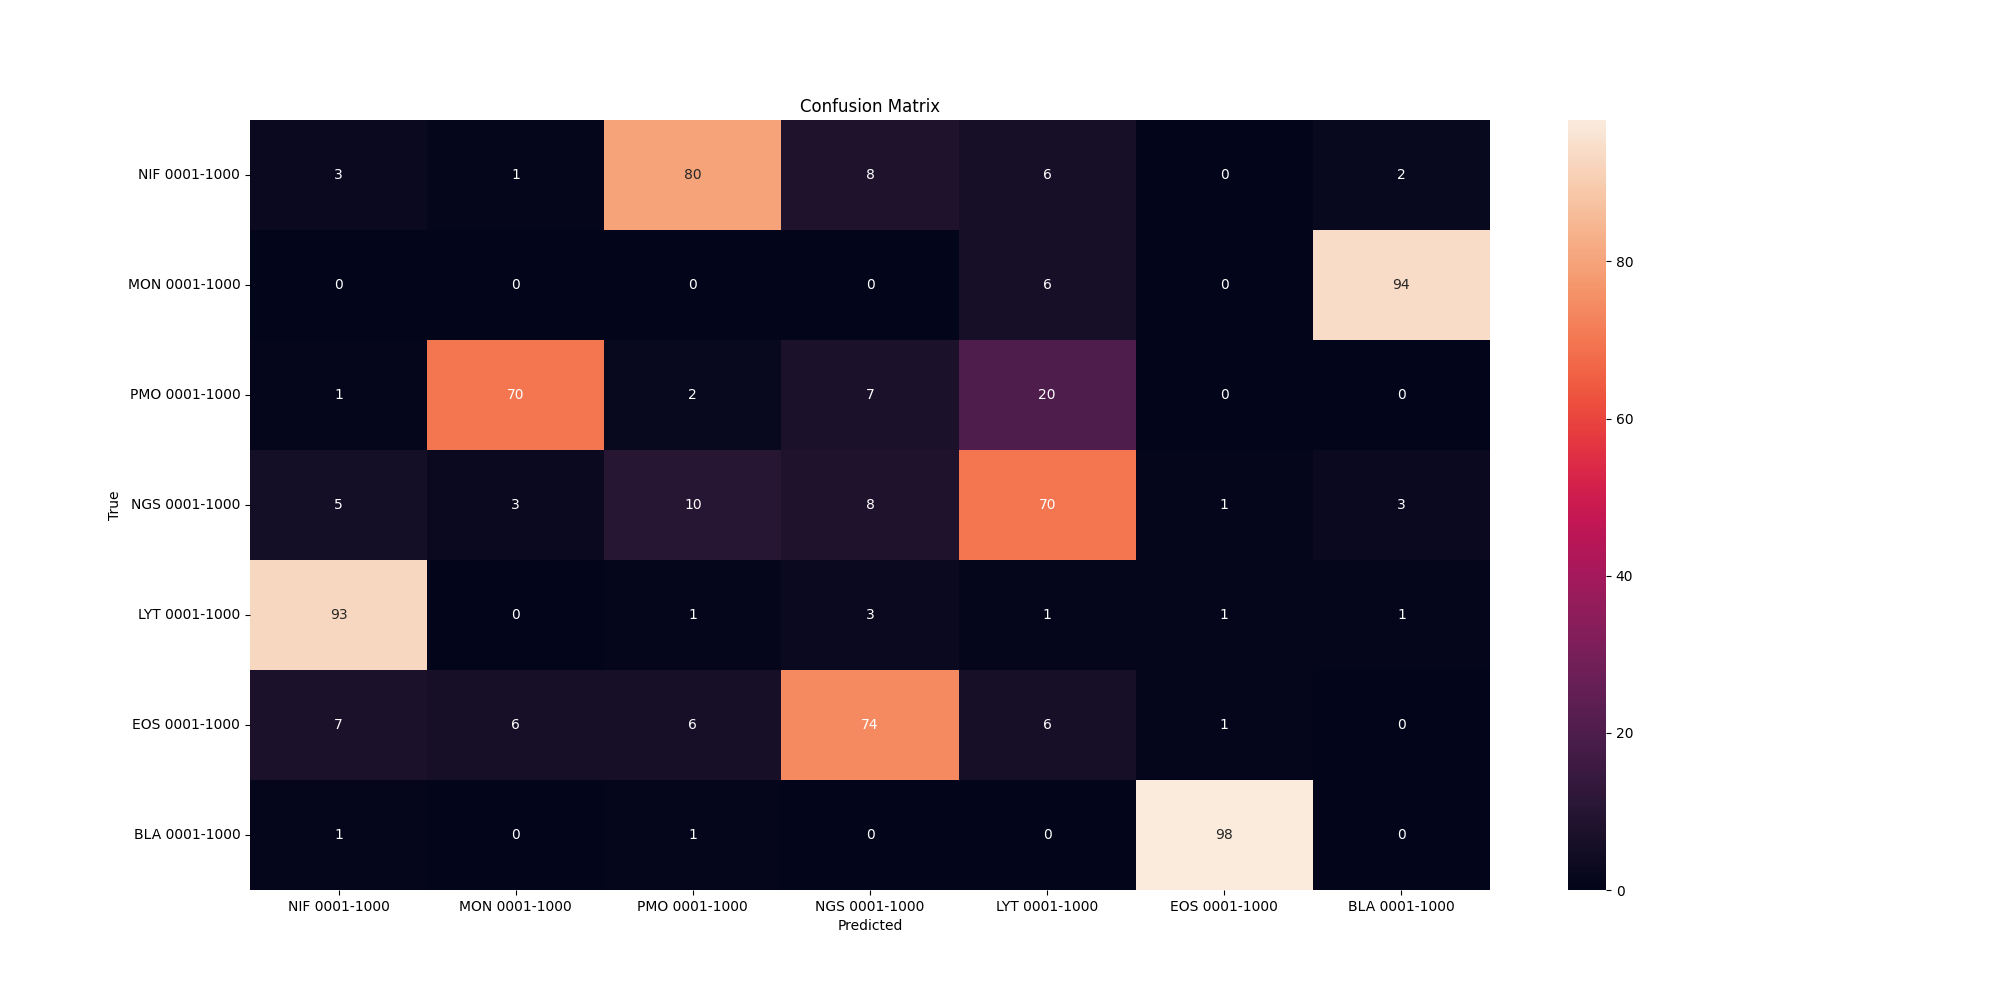 Confusion Matrix
NIF 0001-1000 3 1 80 8 6 0 2
MON 0001-1000 0 0 0 0 6 0 94
PMO 0001-1000 1 70 2 7 20 0 0
NGS 0001-1000 5 3 10 8 70 1 3
LYT 0001-1000 93 0 1 3 1 1 1
EOS 0001-1000 7 6 6 74 6 1 0
BLA 0001-1000 1 0 1 0 0 98 0
True
NIF 0001-1000 MON 0001-1000 PMO 0001-1000 NGS 0001-1000 LYT 0001-1000 EOS 0001-1000 BLA 0001-1000
Predicted
80
60
40
20
0